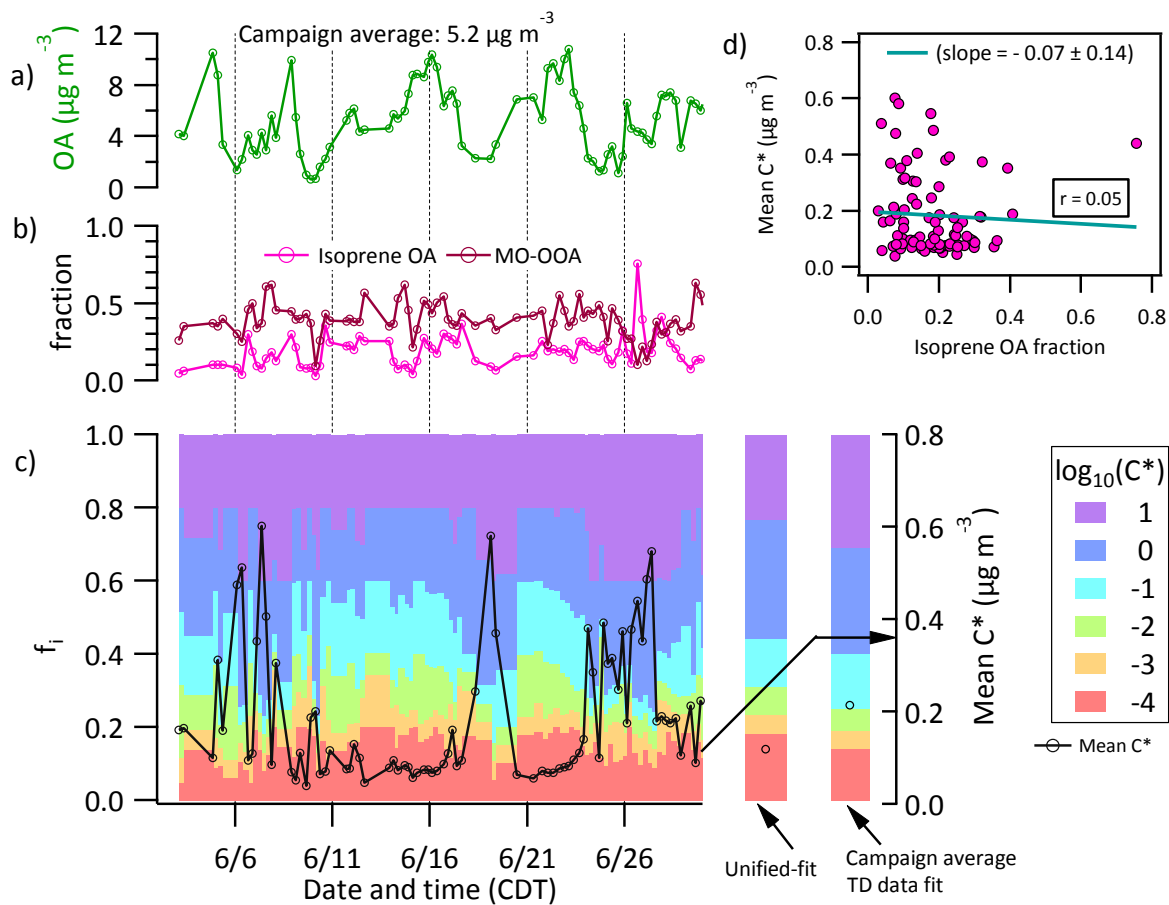 a)
Campaign average: 5.2 µg m⁻³
OA (µg m⁻³)
12
8
4
0
b)
Isoprene OA
MO-OOA
fraction
1.0
0.5
0.0
c)
f_i
1.0
0.8
0.6
0.4
0.2
0.0
6/6
6/11
6/16
6/21
6/26
Date and time (CDT)
Unified-fit
Campaign average
TD data fit
0.8
0.6
0.4
0.2
0.0
Mean C* (µg m⁻³)
d)
(slope = - 0.07 ± 0.14)
r = 0.05
Mean C* (µg m⁻³)
0.8
0.6
0.4
0.2
0.0
0.0 0.2 0.4 0.6 0.8
Isoprene OA fraction
log₁₀(C*)
1
0
-1
-2
-3
-4
Mean C*